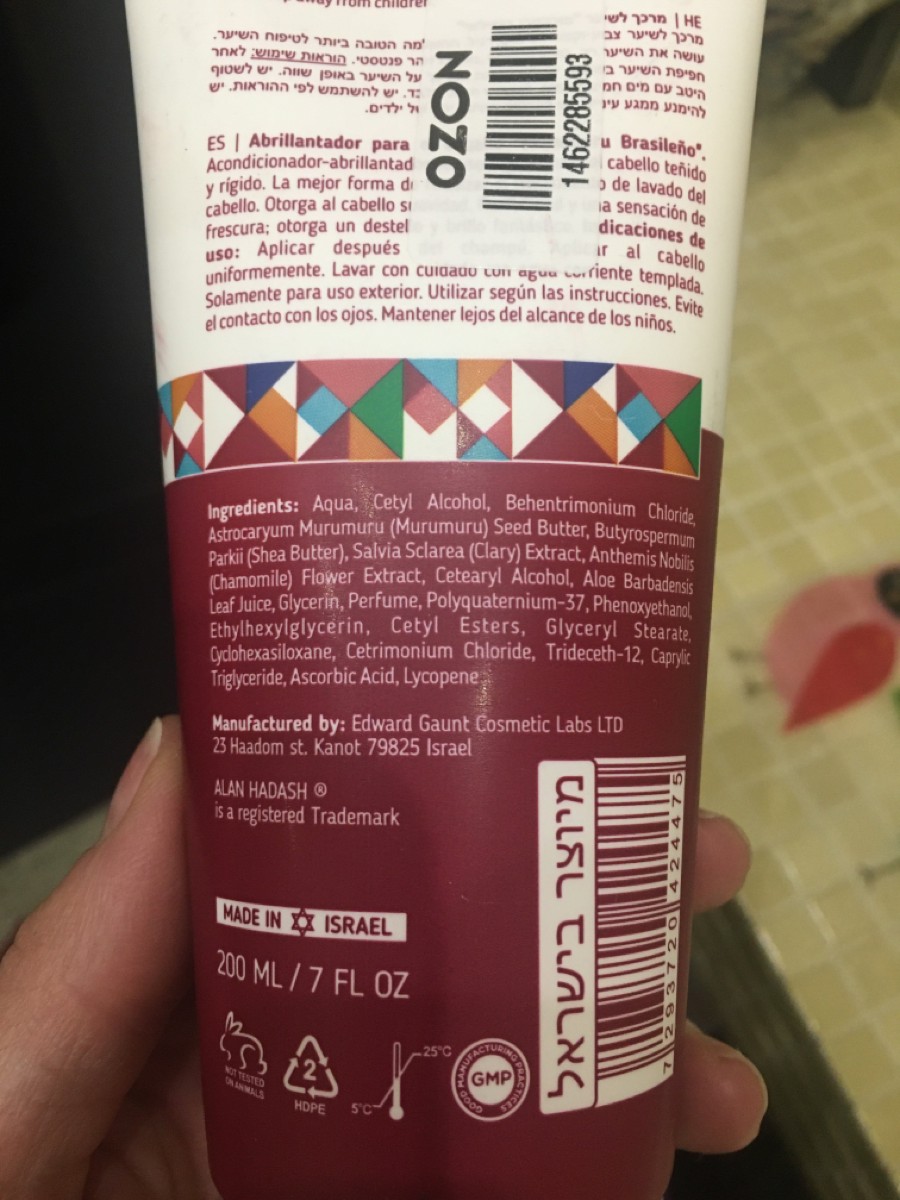 away from children
HE | מרכך לשי
מרכך לשיער צב מה הטובה ביותר לטיפוח השיער.
עושה את השיער הר פנטסטי. הוראות שימוש: לאחר
חפיפת השיער ב על השיער באופן שווה. יש לשטוף
היטב עם מים חמ יש להשתמש לפי ההוראות. יש
להימנע ממגע עינ ילדים.
OZON
1462285593
ES | Abrillantador para u Brasileño*.
Acondicionador-abrillantad cabello teñido
y rígido. La mejor forma d de lavado del
cabello. Otorga al cabello s na sensación de
frescura; otorga un destel y brillo dicaciones de
uso: Aplicar después del champú. Aplicar al cabello
uniformemente. Lavar con cuidado con agua corriente templada.
Solamente para uso exterior. Utilizar según las instrucciones. Evite
el contacto con los ojos. Mantener lejos del alcance de los niños.
Ingredients: Aqua, Cetyl Alcohol, Behentrimonium Chloride,
Astrocaryum Murumuru (Murumuru) Seed Butter, Butyrospermum
Parkii (Shea Butter), Salvia Sclarea (Clary) Extract, Anthemis Nobilis
(Chamomile) Flower Extract, Cetearyl Alcohol, Aloe Barbadensis
Leaf Juice, Glycerin, Perfume, Polyquaternium-37, Phenoxyethanol,
Ethylhexylglycerin, Cetyl Esters, Glyceryl Stearate,
Cyclohexasiloxane, Cetrimonium Chloride, Trideceth-12, Caprylic
Triglyceride, Ascorbic Acid, Lycopene
Manufactured by: Edward Gaunt Cosmetic Labs LTD
23 Haadom st. Kanot 79825 Israel
ALAN HADASH ®
is a registered Trademark
MADE IN ISRAEL
200 ML / 7 FL OZ
NOT TESTED
ON ANIMALS
2
HDPE
5°C
25°C
GOOD MANUFACTURING PRACTICES
GMP
מיוצר בישראל
7 293720 424475